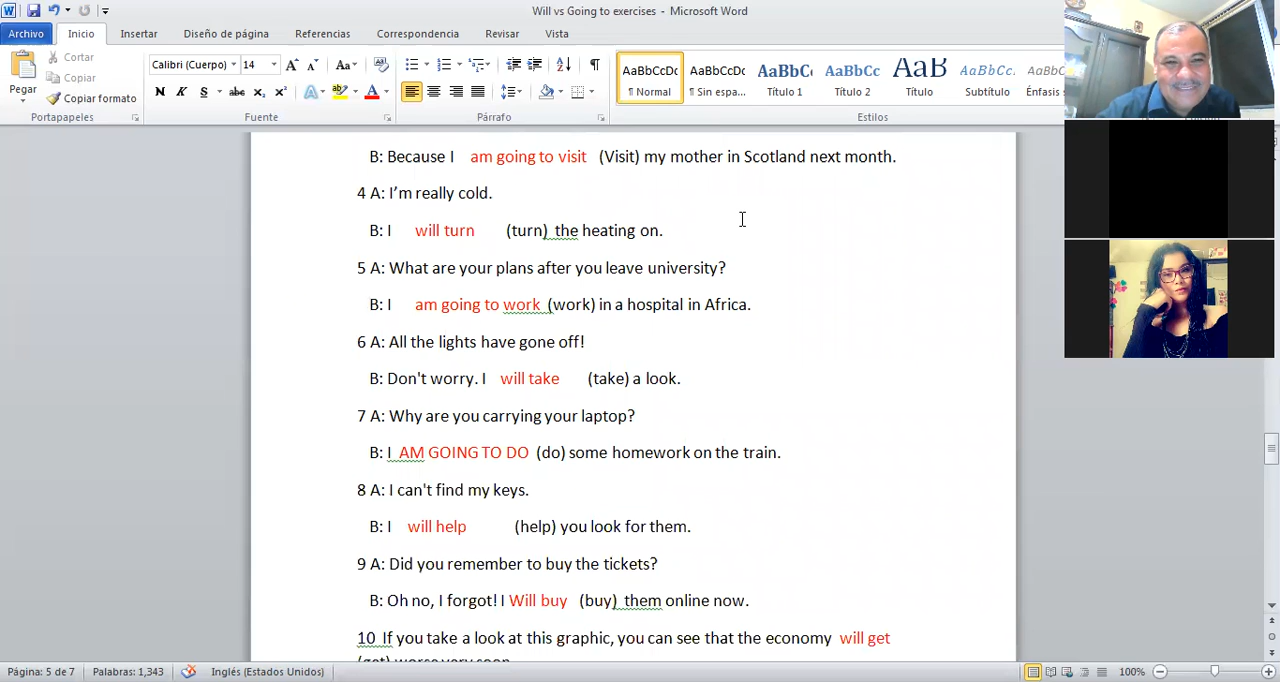 Will vs Going to exercises - Microsoft Word
Archivo Inicio Insertar Diseño de página Referencias Correspondencia Revisar Vista
Pegar
Cortar
Copiar
Copiar formato
Portapapeles
Calibri (Cuerpo) 14
Fuente
Párrafo
AaBbCcDc AaBbCcDc AaBbC AaBbCc AaB AaBbCc AaBbCc
¶ Normal ¶ Sin espa... Título 1 Título 2 Título Subtítulo Énfasis
Estilos
B: Because I am going to visit (Visit) my mother in Scotland next month.
4 A: I'm really cold.
B: I will turn (turn) the heating on.
5 A: What are your plans after you leave university?
B: I am going to work (work) in a hospital in Africa.
6 A: All the lights have gone off!
B: Don't worry. I will take (take) a look.
7 A: Why are you carrying your laptop?
B: I AM GOING TO DO (do) some homework on the train.
8 A: I can't find my keys.
B: I will help (help) you look for them.
9 A: Did you remember to buy the tickets?
B: Oh no, I forgot! I Will buy (buy) them online now.
10 If you take a look at this graphic, you can see that the economy will get
(get) worse very soon
Página: 5 de 7 Palabras: 1,343 Inglés (Estados Unidos) 100%